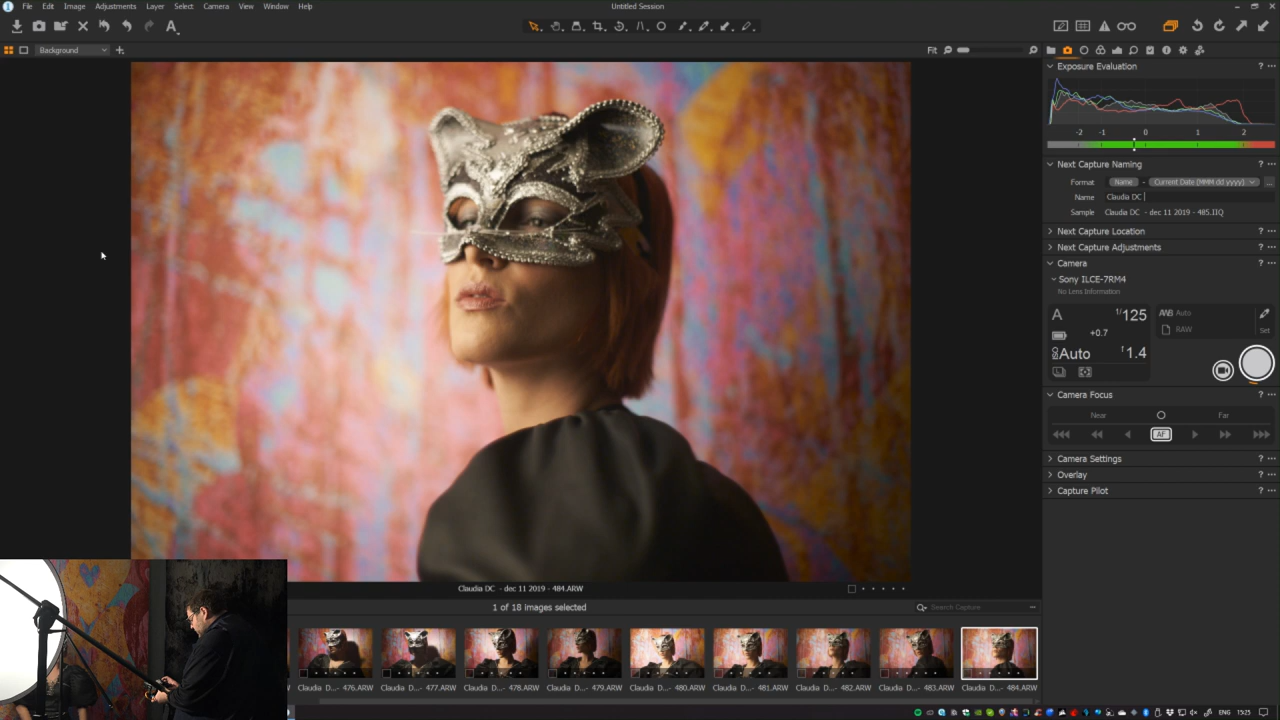 File Edit Image Adjustments Layer Select Camera View Window Help
Untitled Session
Background
Fit
Exposure Evaluation
-2 -1 0 1 2
Next Capture Naming
Format Name - Current Date (MMM dd yyyy)
Name Claudia DC
Sample Claudia DC - dec 11 2019 - 485.IIQ
Next Capture Location
Next Capture Adjustments
Camera
Sony ILCE-7RM4
No Lens Information
A 1/125
+0.7
Auto f 1.4
AWB Auto
RAW
Set
Camera Focus
Near Far
AF
Camera Settings
Overlay
Capture Pilot
Claudia DC - dec 11 2019 - 484.ARW
1 of 18 images selected
Search Capture
Claudia D...- 476.ARW
Claudia D...- 477.ARW
Claudia D...- 478.ARW
Claudia D...- 479.ARW
Claudia D...- 480.ARW
Claudia D...- 481.ARW
Claudia D...- 482.ARW
Claudia D...- 483.ARW
Claudia D...- 484.ARW
ENG 15:25